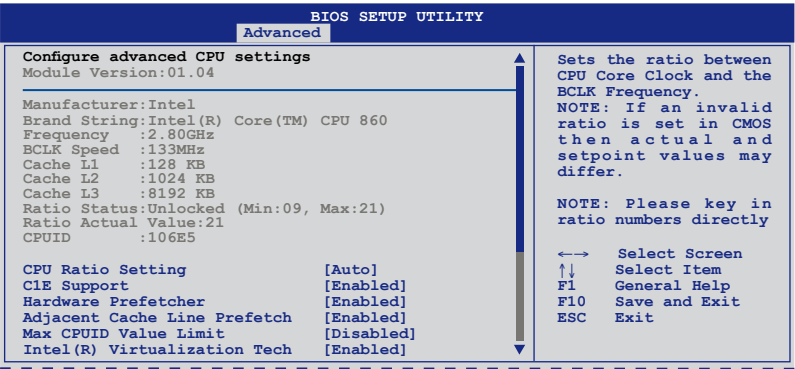 BIOS SETUP UTILITY
Advanced
Configure advanced CPU settings
Module Version:01.04
Manufacturer:Intel
Brand String:Intel(R) Core(TM) CPU 860
Frequency :2.80GHz
BCLK Speed :133MHz
Cache L1 :128 KB
Cache L2 :1024 KB
Cache L3 :8192 KB
Ratio Status:Unlocked (Min:09, Max:21)
Ratio Actual Value:21
CPUID :106E5
CPU Ratio Setting [Auto]
C1E Support [Enabled]
Hardware Prefetcher [Enabled]
Adjacent Cache Line Prefetch [Enabled]
Max CPUID Value Limit [Disabled]
Intel(R) Virtualization Tech [Enabled]
Sets the ratio between
CPU Core Clock and the
BCLK Frequency.
NOTE: If an invalid
ratio is set in CMOS
then actual and
setpoint values may
differ.
NOTE: Please key in
ratio numbers directly
←→ Select Screen
↑↓ Select Item
F1 General Help
F10 Save and Exit
ESC Exit